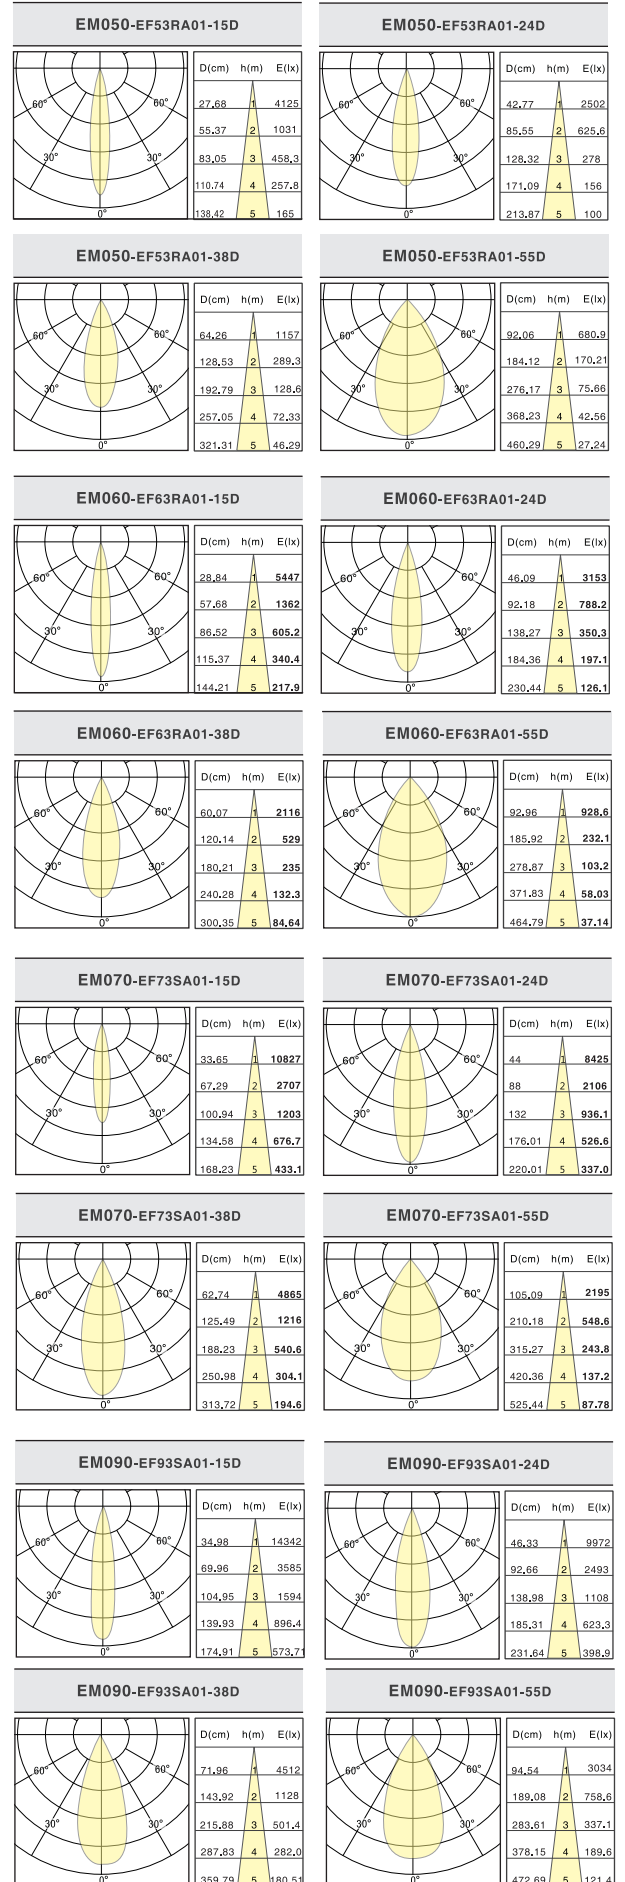 EM050-EF53RA01-15D
60° 60°
30° 30°
0°
D(cm) h(m) E(lx)
27.68 1 4125
55.37 2 1031
83.05 3 458.3
110.74 4 257.8
138.42 5 165
EM050-EF53RA01-24D
60° 60°
30° 30°
0°
D(cm) h(m) E(lx)
42.77 1 2502
85.55 2 625.6
128.32 3 278
171.09 4 156
213.87 5 100
EM050-EF53RA01-38D
60° 60°
30° 30°
0°
D(cm) h(m) E(lx)
64.26 1 1157
128.53 2 289.3
192.79 3 128.6
257.05 4 72.33
321.31 5 46.29
EM050-EF53RA01-55D
60° 60°
30° 30°
0°
D(cm) h(m) E(lx)
92.06 1 680.9
184.12 2 170.21
276.17 3 75.66
368.23 4 42.56
460.29 5 27.24
EM060-EF63RA01-15D
60° 60°
30° 30°
0°
D(cm) h(m) E(lx)
28.84 1 5447
57.68 2 1362
86.52 3 605.2
115.37 4 340.4
144.21 5 217.9
EM060-EF63RA01-24D
60° 60°
30° 30°
0°
D(cm) h(m) E(lx)
46.09 1 3153
92.18 2 788.2
138.27 3 350.3
184.36 4 197.1
230.44 5 126.1
EM060-EF63RA01-38D
60° 60°
30° 30°
0°
D(cm) h(m) E(lx)
60.07 1 2116
120.14 2 529
180.21 3 235
240.28 4 132.3
300.35 5 84.64
EM060-EF63RA01-55D
60° 60°
30° 30°
0°
D(cm) h(m) E(lx)
92.96 1 928.6
185.92 2 232.1
278.87 3 103.2
371.83 4 58.03
464.79 5 37.14
EM070-EF73SA01-15D
60° 60°
30° 30°
0°
D(cm) h(m) E(lx)
33.65 1 10827
67.29 2 2707
100.94 3 1203
134.58 4 676.7
168.23 5 433.1
EM070-EF73SA01-24D
60° 60°
30° 30°
0°
D(cm) h(m) E(lx)
44 1 8425
88 2 2106
132 3 936.1
176.01 4 526.6
220.01 5 337.0
EM070-EF73SA01-38D
60° 60°
30° 30°
0°
D(cm) h(m) E(lx)
62.74 1 4865
125.49 2 1216
188.23 3 540.6
250.98 4 304.1
313.72 5 194.6
EM070-EF73SA01-55D
60° 60°
30° 30°
0°
D(cm) h(m) E(lx)
105.09 1 2195
210.18 2 548.6
315.27 3 243.8
420.36 4 137.2
525.44 5 87.78
EM090-EF93SA01-15D
60° 60°
30° 30°
0°
D(cm) h(m) E(lx)
34.98 1 14342
69.96 2 3585
104.95 3 1594
139.93 4 896.4
174.91 5 573.71
EM090-EF93SA01-24D
60° 60°
30° 30°
0°
D(cm) h(m) E(lx)
46.33 1 9972
92.66 2 2493
138.98 3 1108
185.31 4 623.3
231.64 5 398.9
EM090-EF93SA01-38D
60° 60°
30° 30°
D(cm) h(m) E(lx)
71.96 1 4512
143.92 2 1128
215.88 3 501.4
287.83 4 282.0
359.79 5 180.51
EM090-EF93SA01-55D
60° 60°
30° 30°
D(cm) h(m) E(lx)
94.54 1 3034
189.08 2 758.6
283.61 3 337.1
378.15 4 189.6
472.69 5 121.4